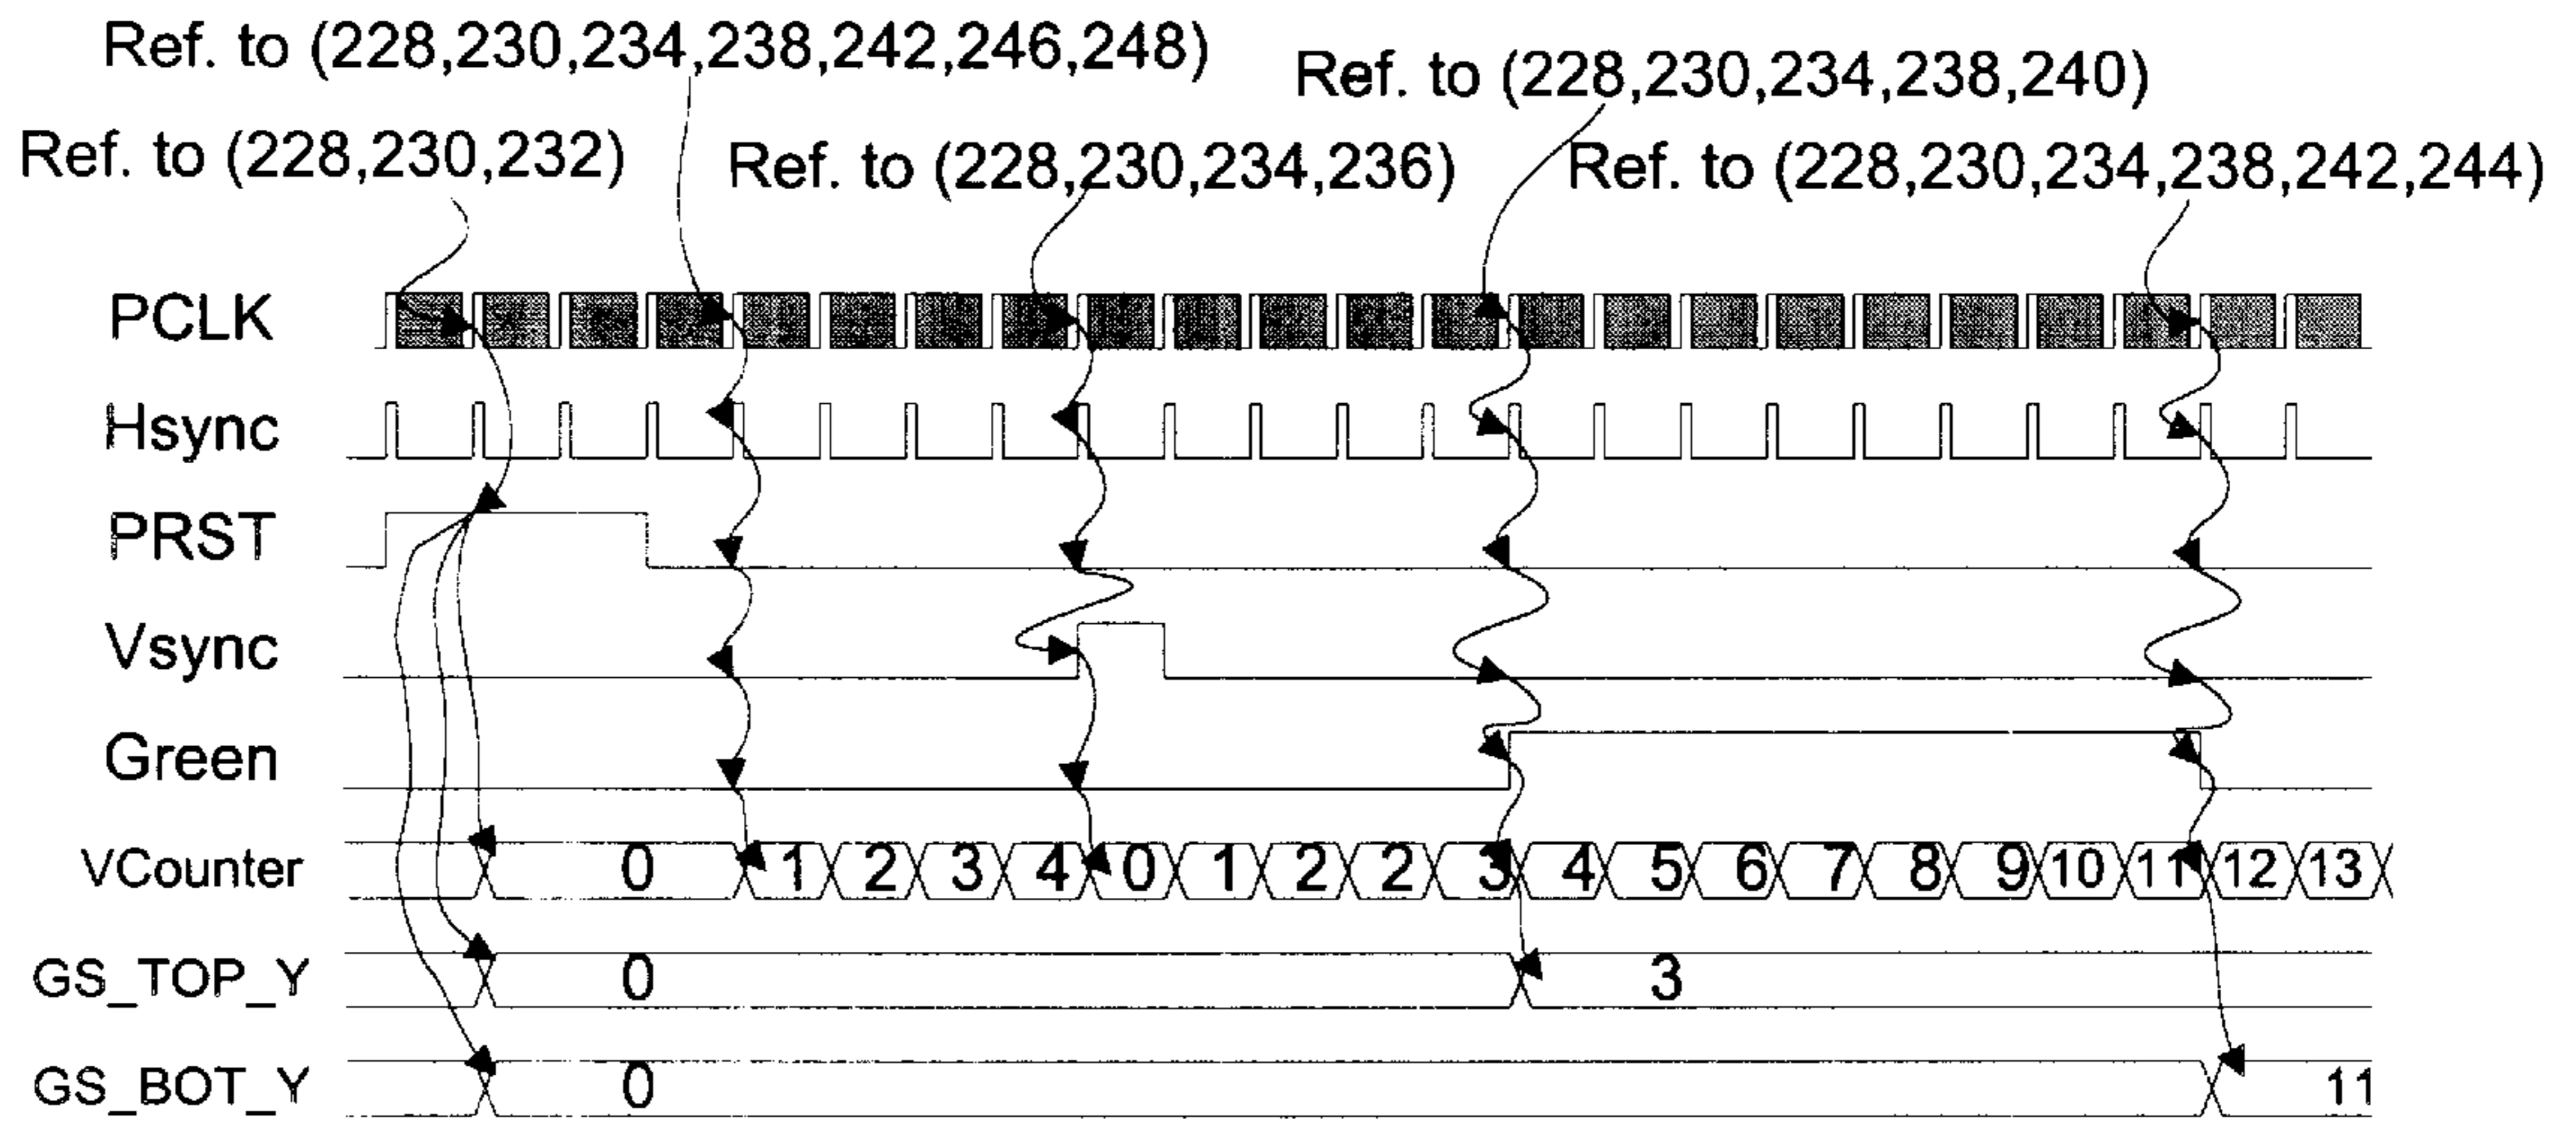 Ref. to (228,230,234,238,242,246,248)
Ref. to (228,230,234,238,240)
Ref. to (228,230,232)
Ref. to (228,230,234,236)
Ref. to (228,230,234,238,242,244)
PCLK
Hsync
PRST
Vsync
Green
VCounter 0 1 2 3 4 0 1 2 2 3 4 5 6 7 8 9 10 11 12 13
GS_TOP_Y 0 3
GS_BOT_Y 0 11